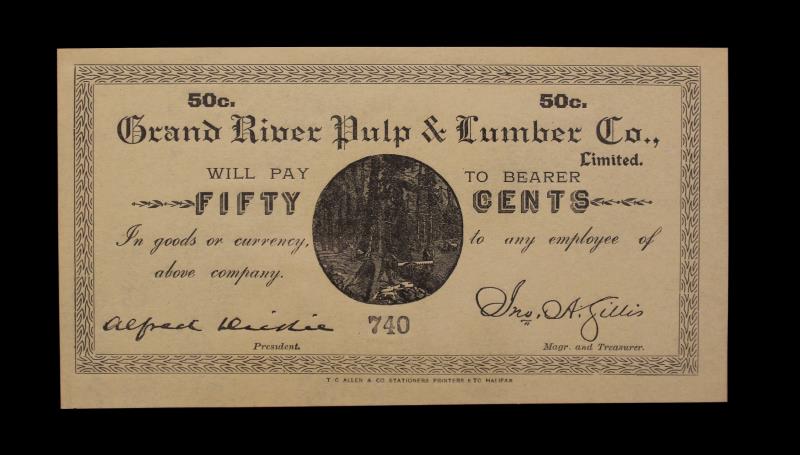 50c. 50c.
Grand River Pulp & Lumber Co.,
Limited.
WILL PAY TO BEARER
FIFTY CENTS
In goods or currency, to any employee of
above company.
Alfred Dickie Jno. A. Gillis
740
President. Magr. and Treasurer.
T. C. ALLEN & CO. STATIONERS PRINTERS ETC HALIFAX